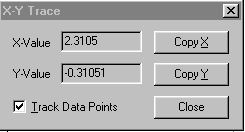 X-Y Trace
X-Value 2.3105 Copy X
Y-Value -0.31051 Copy Y
Track Data Points Close